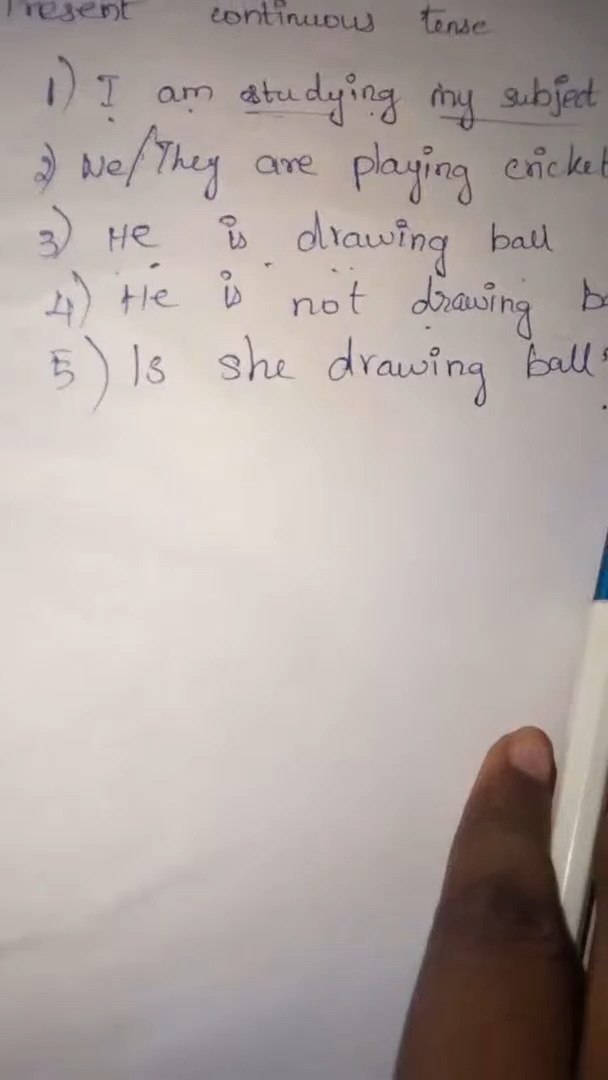 Present continuous tense
1) I am studying my subject
2) We/They are playing cricket
3) He is drawing ball
4) He is not drawing
5) Is she drawing ball